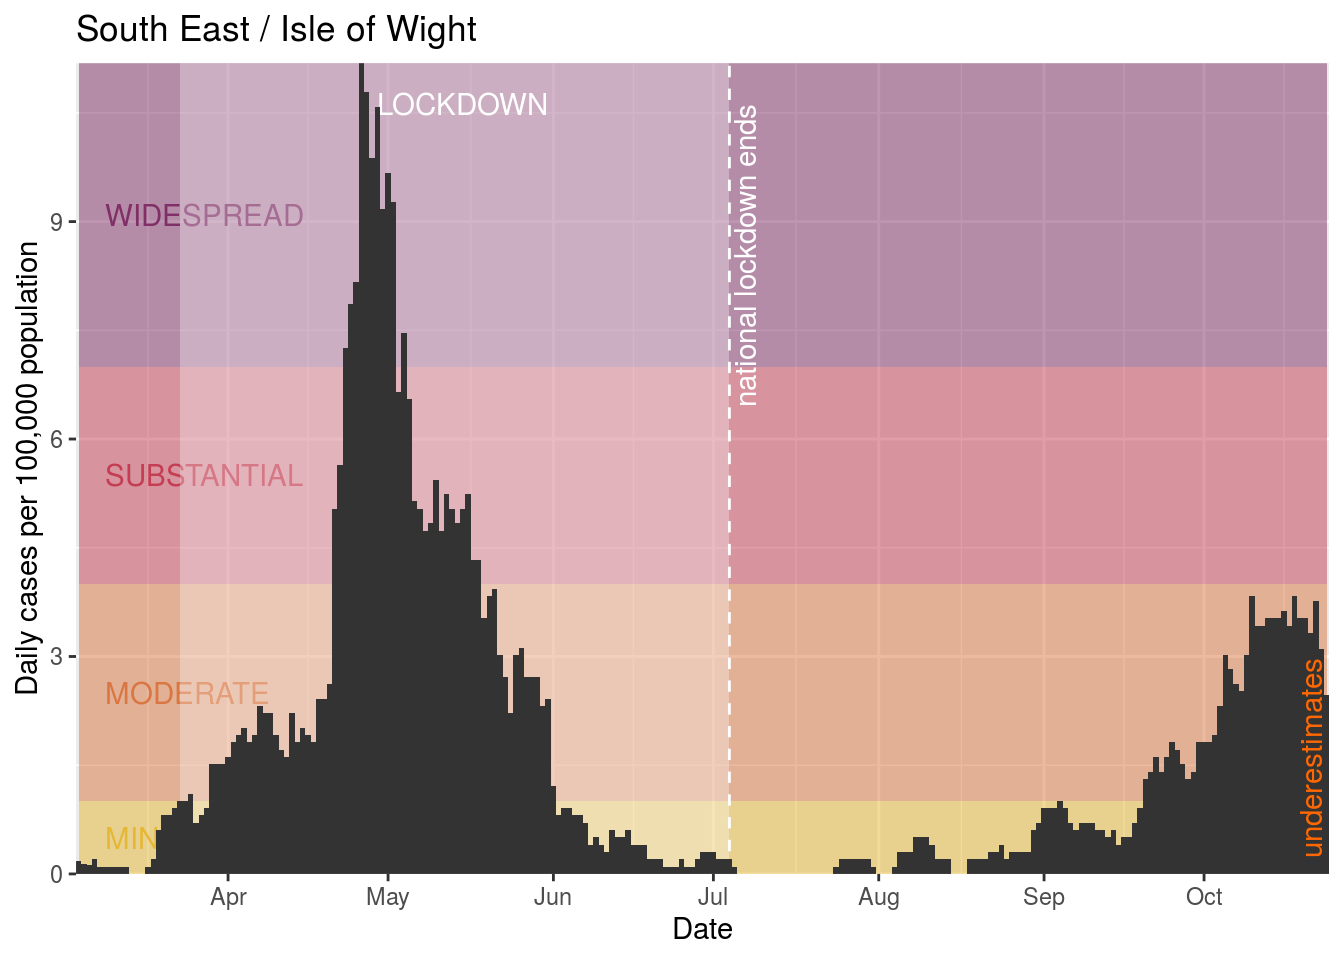 South East / Isle of Wight
LOCKDOWN
national lockdown ends
WIDESPREAD
SUBSTANTIAL
MODERATE
MIN
underestimates
Daily cases per 100,000 population
9
6
3
0
Apr
May
Jun
Jul
Aug
Sep
Oct
Date